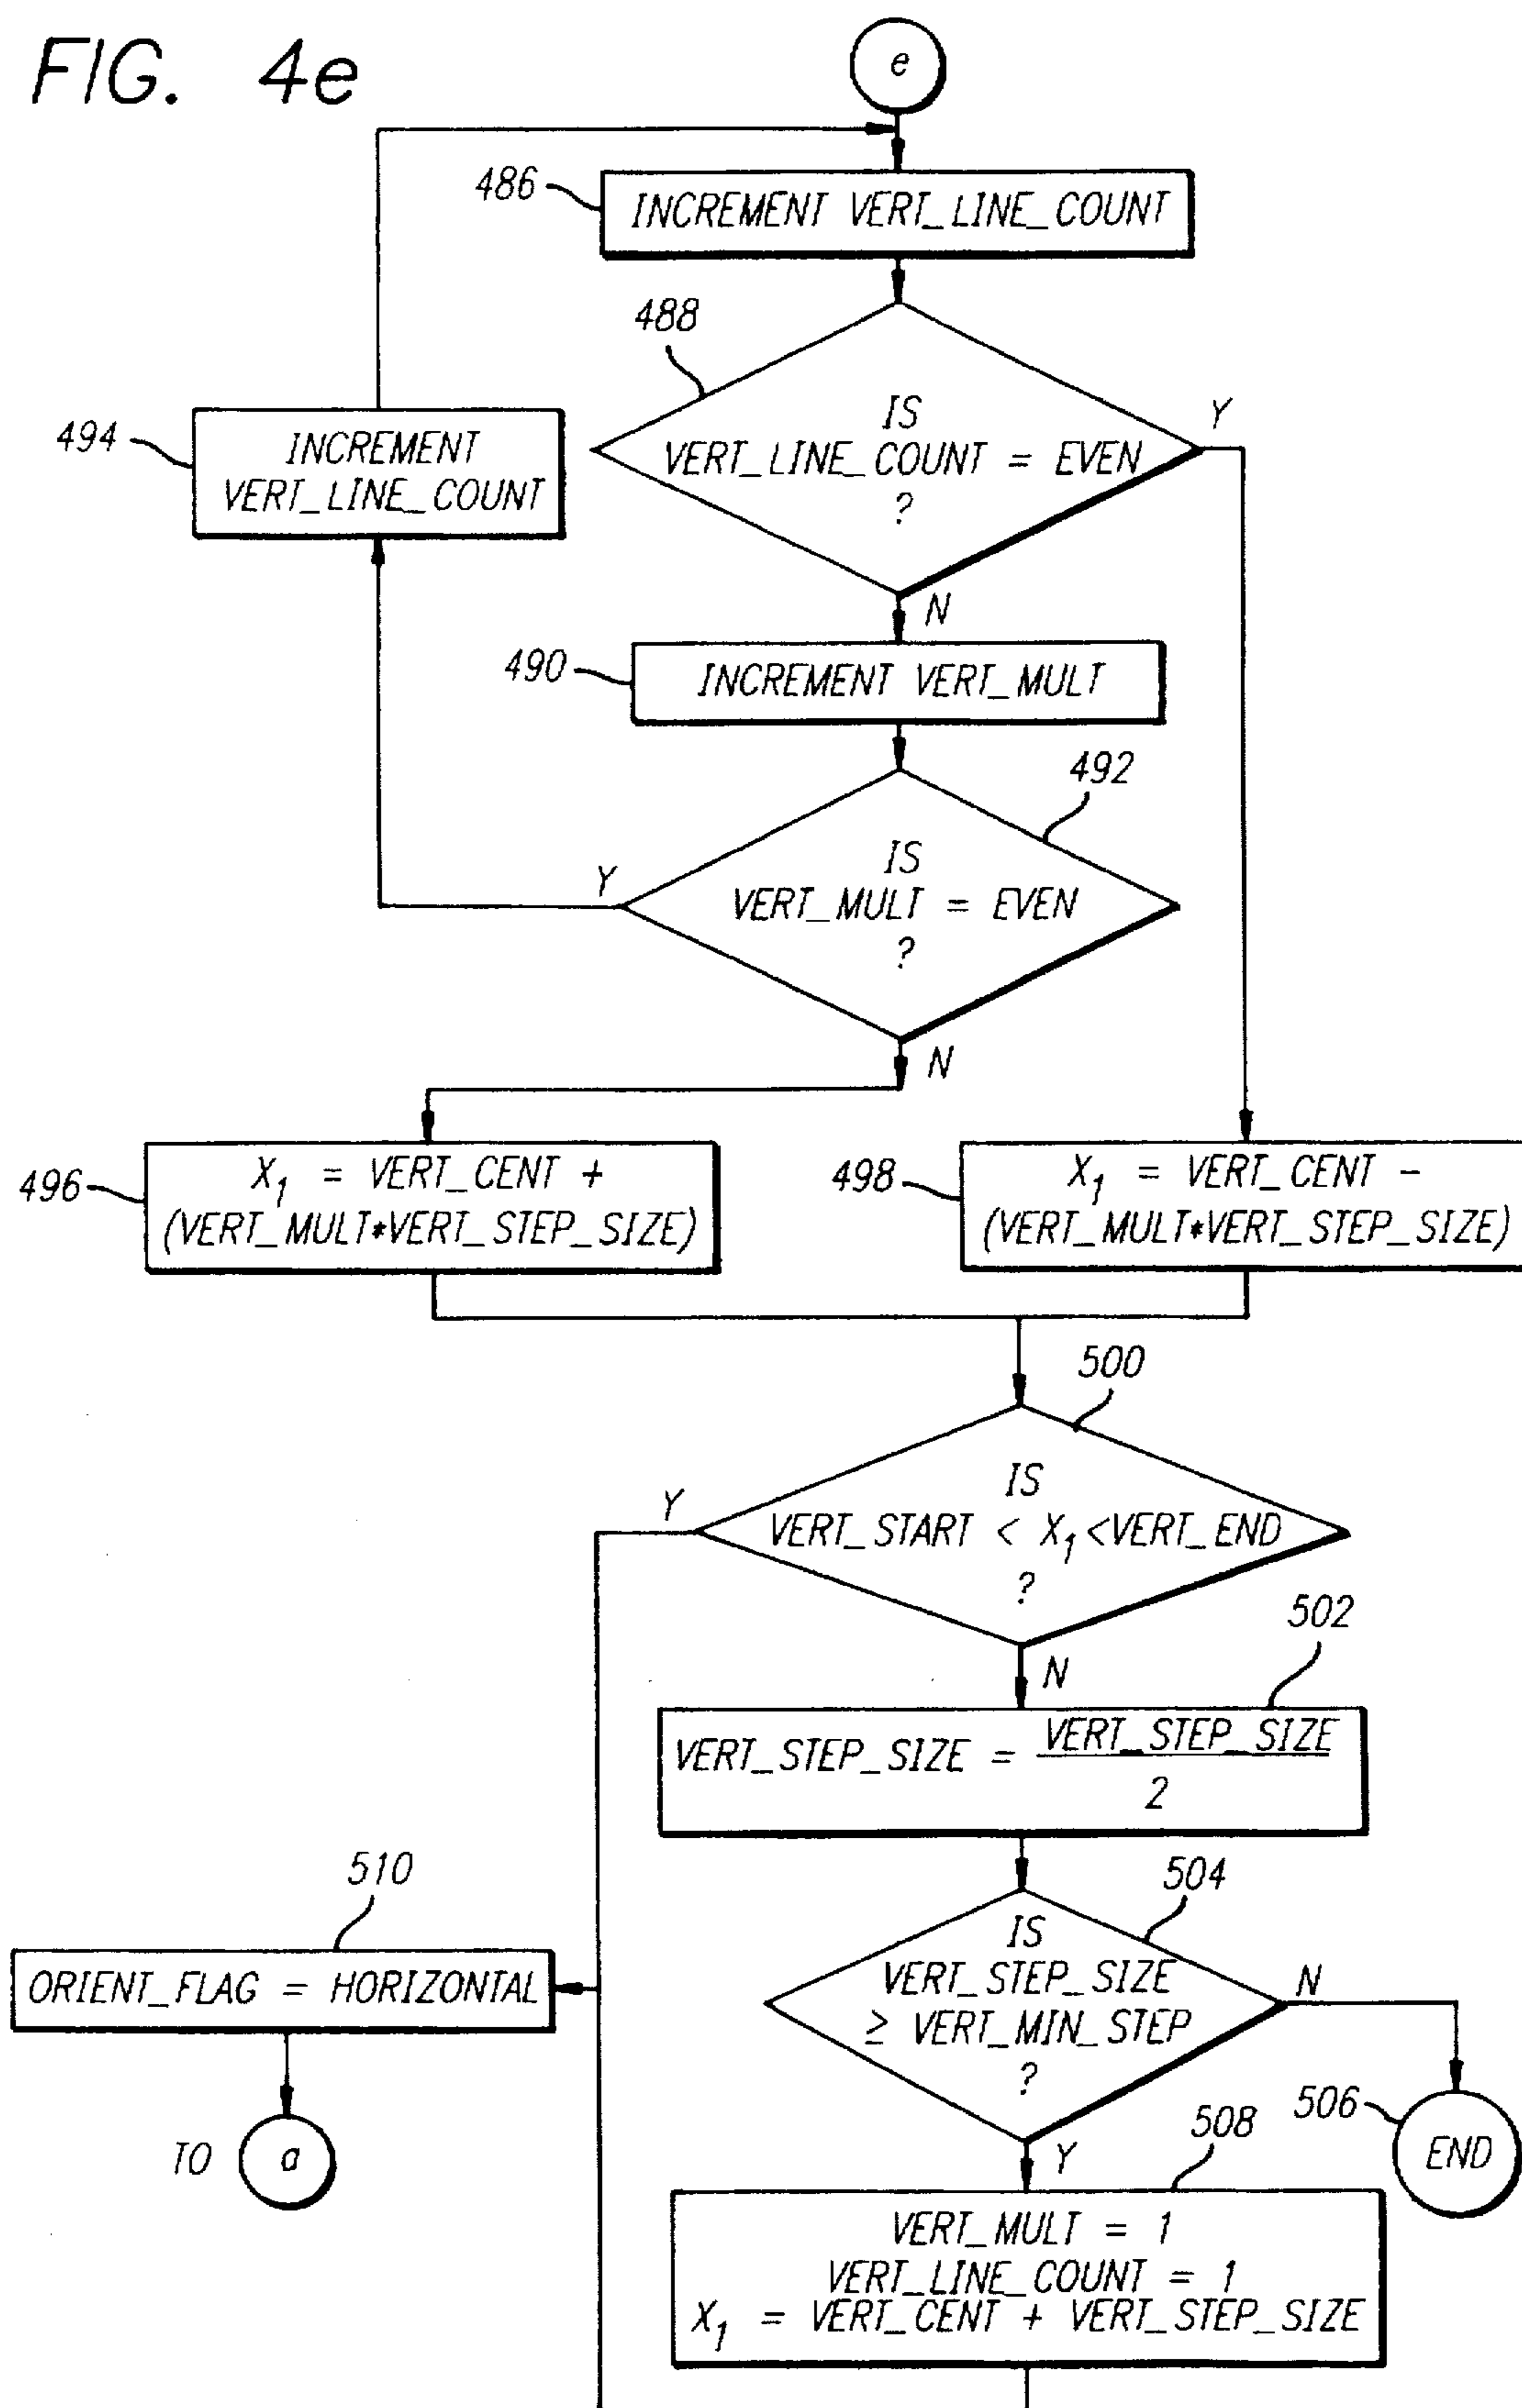 FIG. 4e
e
486
INCREMENT VERT_LINE_COUNT
488
IS
VERT_LINE_COUNT = EVEN
?
Y
N
494
INCREMENT
VERT_LINE_COUNT
490
INCREMENT VERT_MULT
492
IS
VERT_MULT = EVEN
?
Y
N
496
X1 = VERT_CENT +
(VERT_MULT*VERT_STEP_SIZE)
498
X1 = VERT_CENT -
(VERT_MULT*VERT_STEP_SIZE)
500
IS
VERT_START < X1 <VERT_END
?
Y
N
502
VERT_STEP_SIZE = VERT_STEP_SIZE
2
504
IS
VERT_STEP_SIZE
≥ VERT_MIN_STEP
?
N
Y
506
END
510
ORIENT_FLAG = HORIZONTAL
TO a
508
VERT_MULT = 1
VERT_LINE_COUNT = 1
X1 = VERT_CENT + VERT_STEP_SIZE